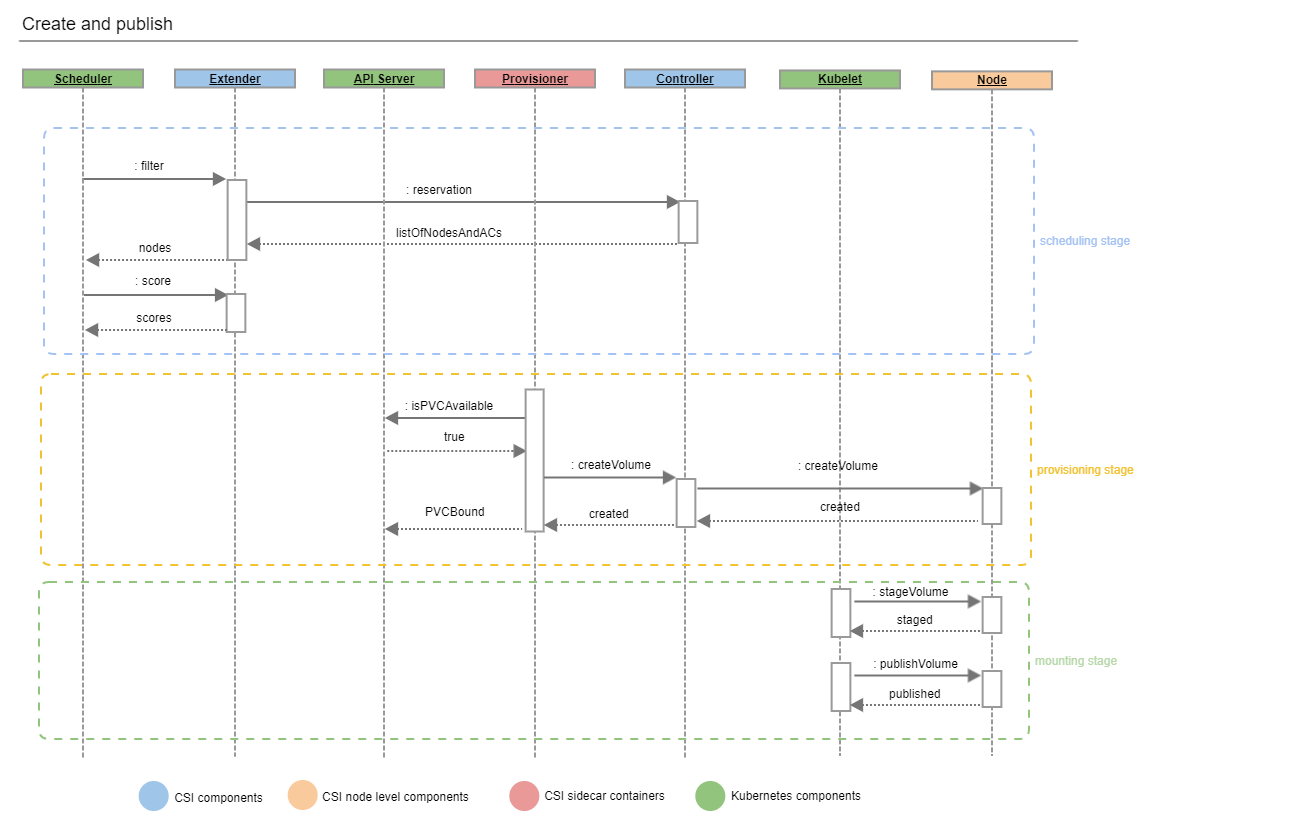 Create and publish
Scheduler
Extender
API Server
Provisioner
Controller
Kubelet
Node
: filter
: reservation
listOfNodesAndACs
nodes
scheduling stage
: score
scores
: isPVCAvailable
true
: createVolume
: createVolume
provisioning stage
PVCBound
created
created
: stageVolume
staged
mounting stage
: publishVolume
published
CSI components
CSI node level components
CSI sidecar containers
Kubernetes components